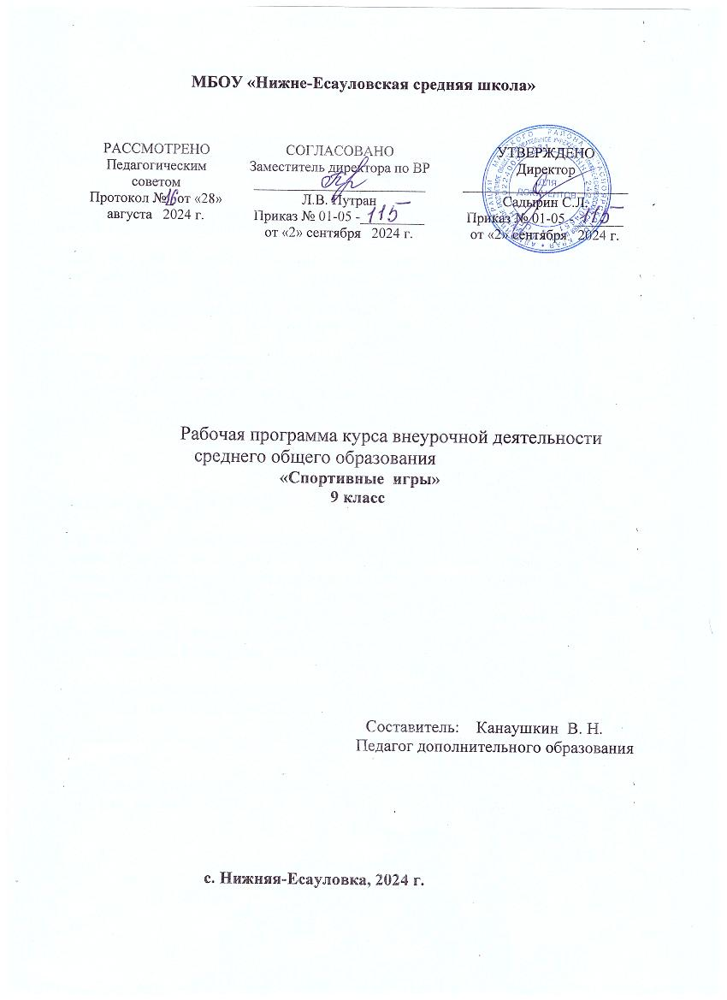 МБОУ «Нижне-Есауловская средняя школа»
РАССМОТРЕНО
Педагогическим
советом
Протокол №16 от «28»
августа 2024 г.
СОГЛАСОВАНО
Заместитель директора по ВР
Л.В. Путран
Приказ № 01-05 - 115
от «2» сентября 2024 г.
УТВЕРЖДЕНО
Директор
ДЛЯ
ДОКУМЕНТОВ
Садырин С.Л.
Приказ № 01-05 - 115
от «2» сентября 2024 г.
Рабочая программа курса внеурочной деятельности
среднего общего образования
«Спортивные игры»
9 класс
Составитель: Канаушкин В. Н.
Педагог дополнительного образования
с. Нижняя-Есауловка, 2024 г.